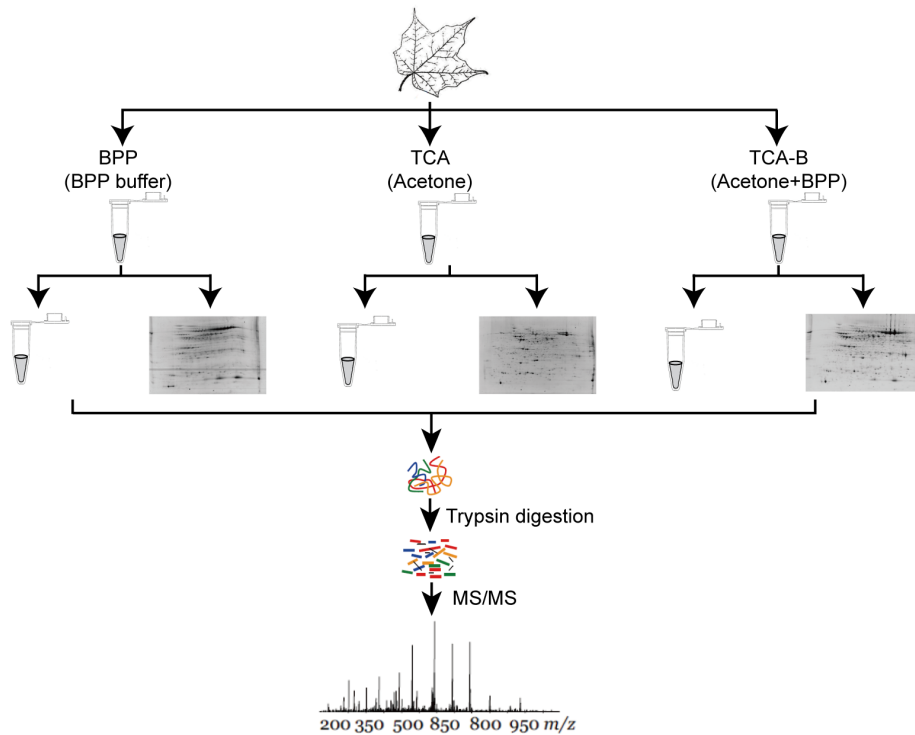 BPP
(BPP buffer)
TCA
(Acetone)
TCA-B
(Acetone+BPP)
Trypsin digestion
MS/MS
200 350 500 850 800 950 m/z